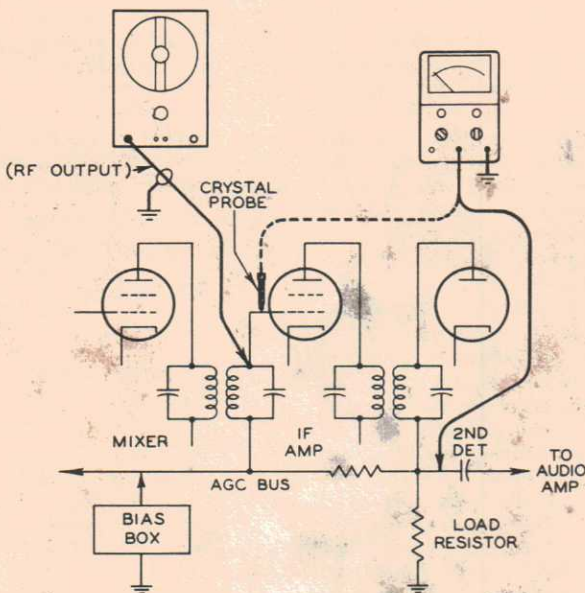 (RF OUTPUT)
CRYSTAL
PROBE
MIXER
IF
AMP
2ND
DET
TO
AUDIO
AMP
AGC BUS
BIAS
BOX
LOAD
RESISTOR